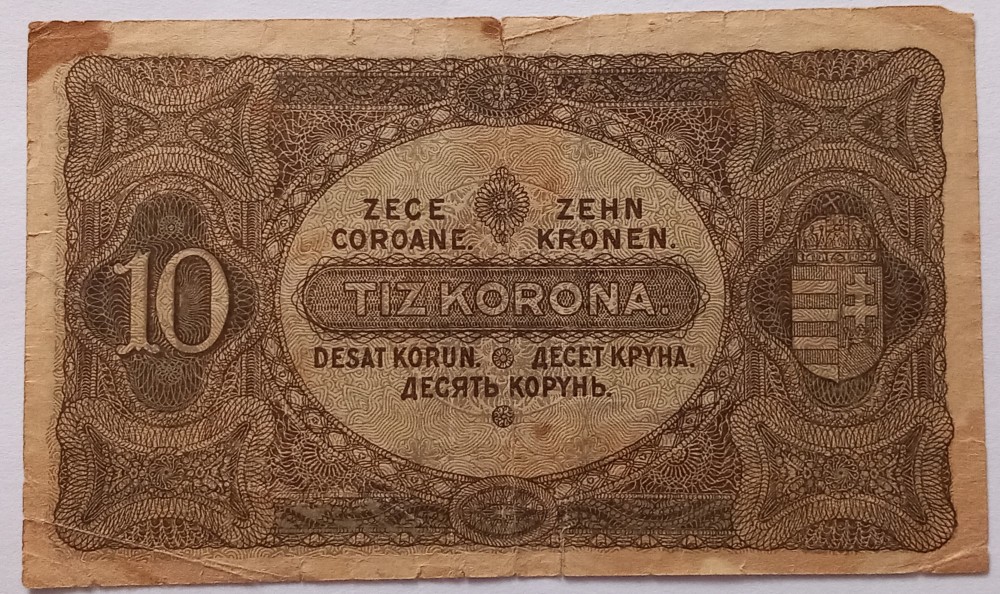 ZECE
COROANE.
ZEHN
KRONEN.
10
TIZ KORONA.
DESAT KORUN.
ДЕСЕТ КРУНА.
ДЕСЯТЬ КОРУНЬ.